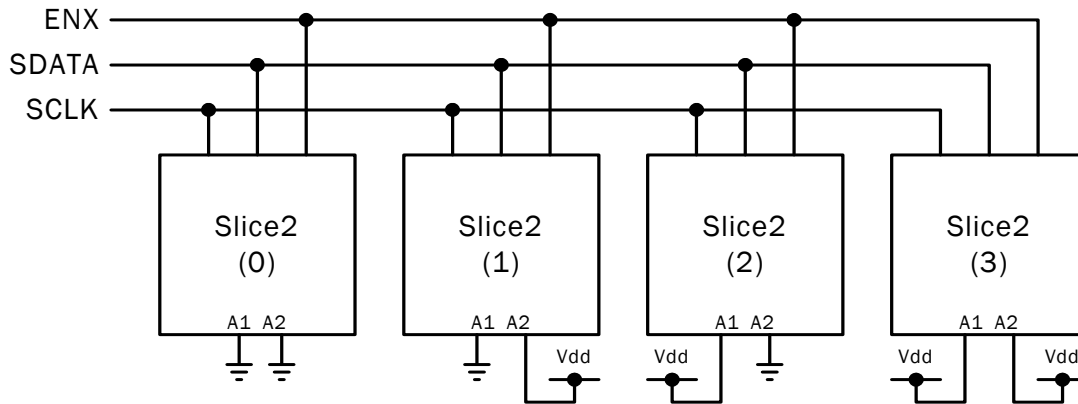 ENX
SDATA
SCLK
Slice2
(0)
Slice2
(1)
Slice2
(2)
Slice2
(3)
A1 A2
A1 A2
A1 A2
A1 A2
Vdd
Vdd
Vdd
Vdd